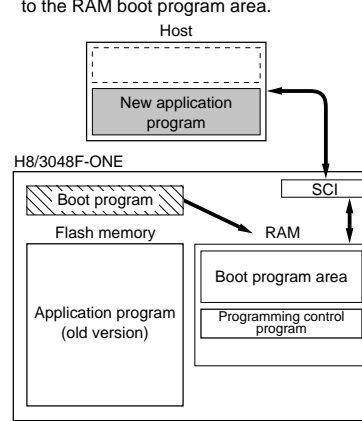 to the RAM boot program area.
Host
New application
program
H8/3048F-ONE
SCI
Boot program
Flash memory
RAM
Boot program area
Application program
(old version)
Programming control
program